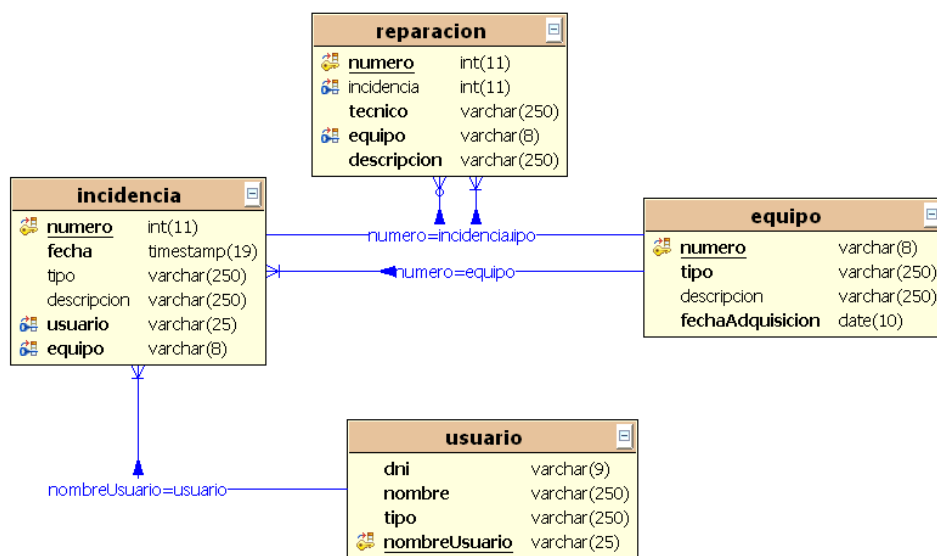 reparacion
numero int(11)
incidencia int(11)
tecnico varchar(250)
equipo varchar(8)
descripcion varchar(250)
incidencia
numero int(11)
fecha timestamp(19)
tipo varchar(250)
descripcion varchar(250)
usuario varchar(25)
equipo varchar(8)
numero=incidencia
numero=equipo
equipo
numero varchar(8)
tipo varchar(250)
descripcion varchar(250)
fechaAdquisicion date(10)
nombreUsuario=usuario
usuario
dni varchar(9)
nombre varchar(250)
tipo varchar(250)
nombreUsuario varchar(25)